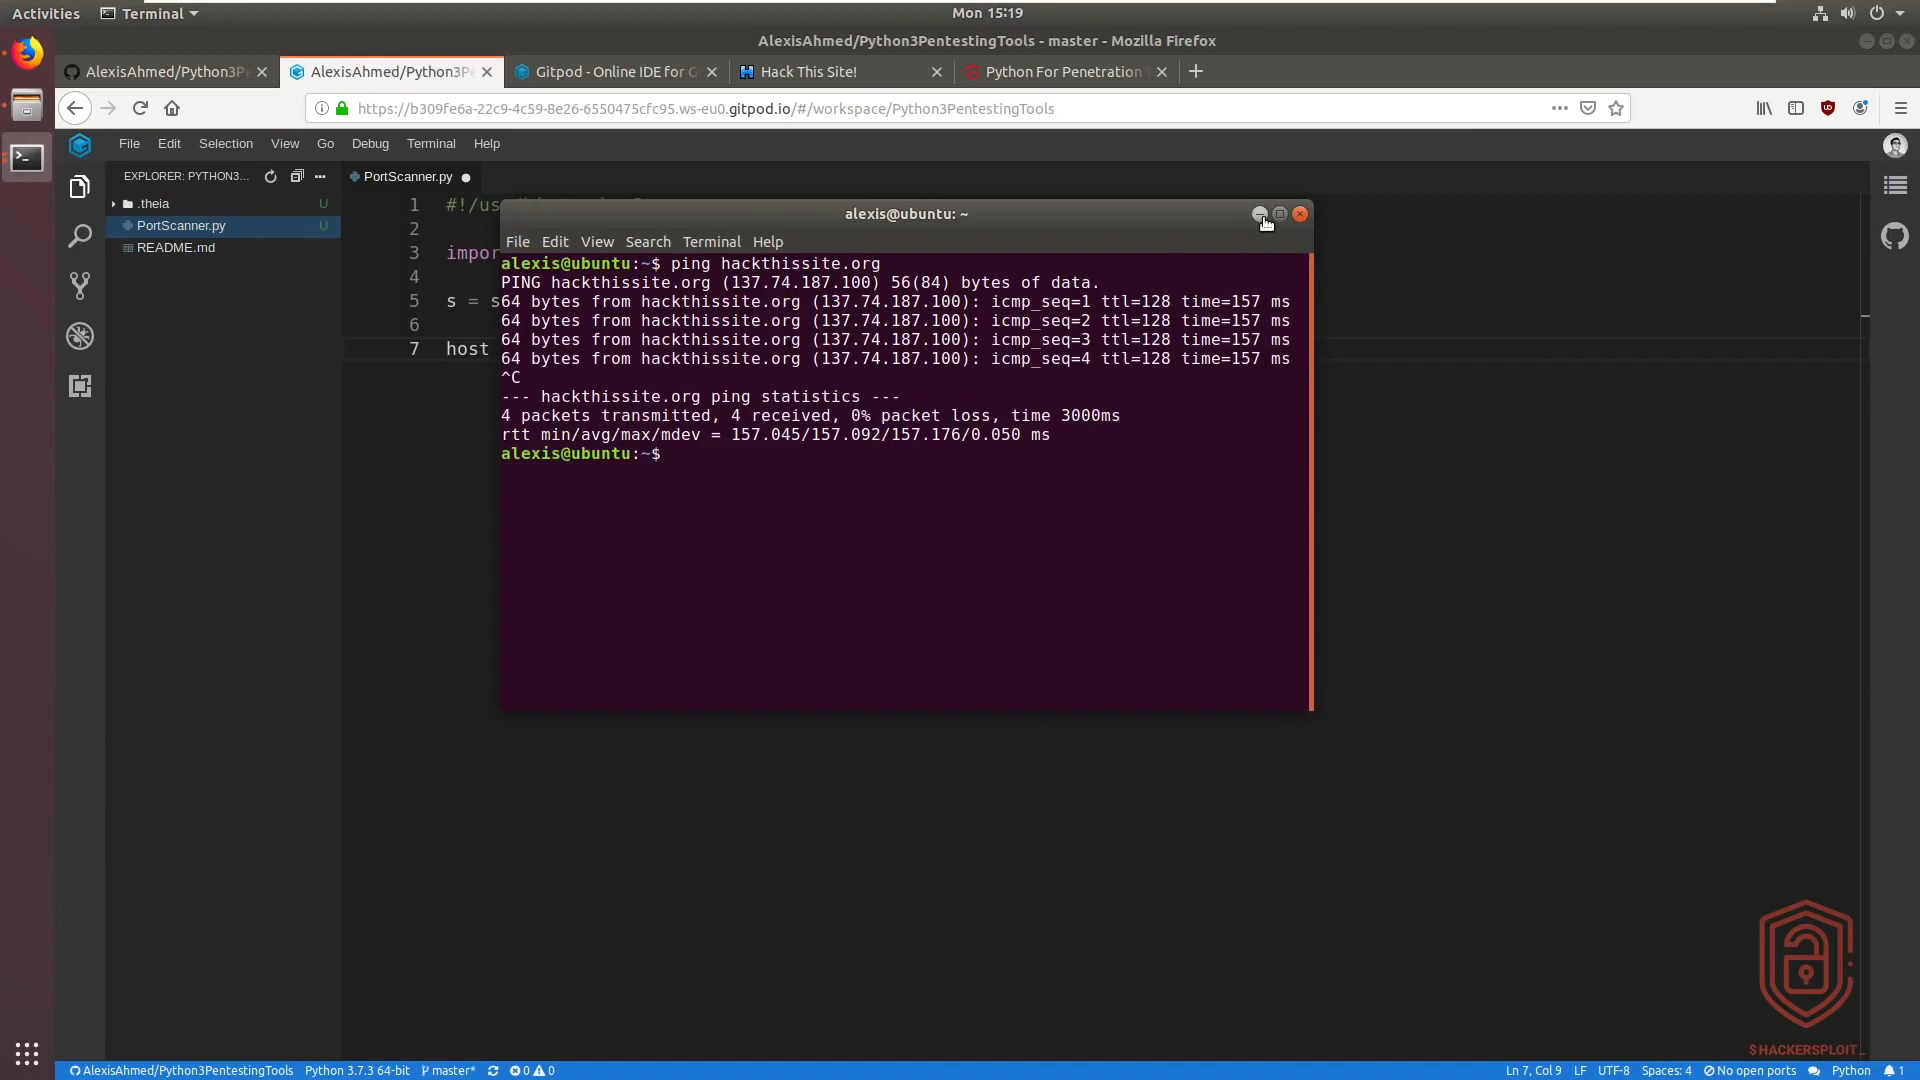 Activities Terminal Mon 15:19
AlexisAhmed/Python3PentestingTools - master - Mozilla Firefox
AlexisAhmed/Python3Pe AlexisAhmed/Python3Pe Gitpod - Online IDE for G Hack This Site! Python For Penetration T
https://b309fe6a-22c9-4c59-8e26-6550475cfc95.ws-eu0.gitpod.io/#/workspace/Python3PentestingTools
File Edit Selection View Go Debug Terminal Help
EXPLORER: PYTHON3... PortScanner.py
.theia U
PortScanner.py U
README.md
1 #!/us
2
3 impor
4
5 s = s
6
7 host
alexis@ubuntu: ~
File Edit View Search Terminal Help
alexis@ubuntu:~$ ping hackthissite.org
PING hackthissite.org (137.74.187.100) 56(84) bytes of data.
64 bytes from hackthissite.org (137.74.187.100): icmp_seq=1 ttl=128 time=157 ms
64 bytes from hackthissite.org (137.74.187.100): icmp_seq=2 ttl=128 time=157 ms
64 bytes from hackthissite.org (137.74.187.100): icmp_seq=3 ttl=128 time=157 ms
64 bytes from hackthissite.org (137.74.187.100): icmp_seq=4 ttl=128 time=157 ms
^C
--- hackthissite.org ping statistics ---
4 packets transmitted, 4 received, 0% packet loss, time 3000ms
rtt min/avg/max/mdev = 157.045/157.092/157.176/0.050 ms
alexis@ubuntu:~$
$HACKERSPLOIT_
AlexisAhmed/Python3PentestingTools Python 3.7.3 64-bit master* 0 0 Ln 7, Col 9 LF UTF-8 Spaces: 4 No open ports Python 1